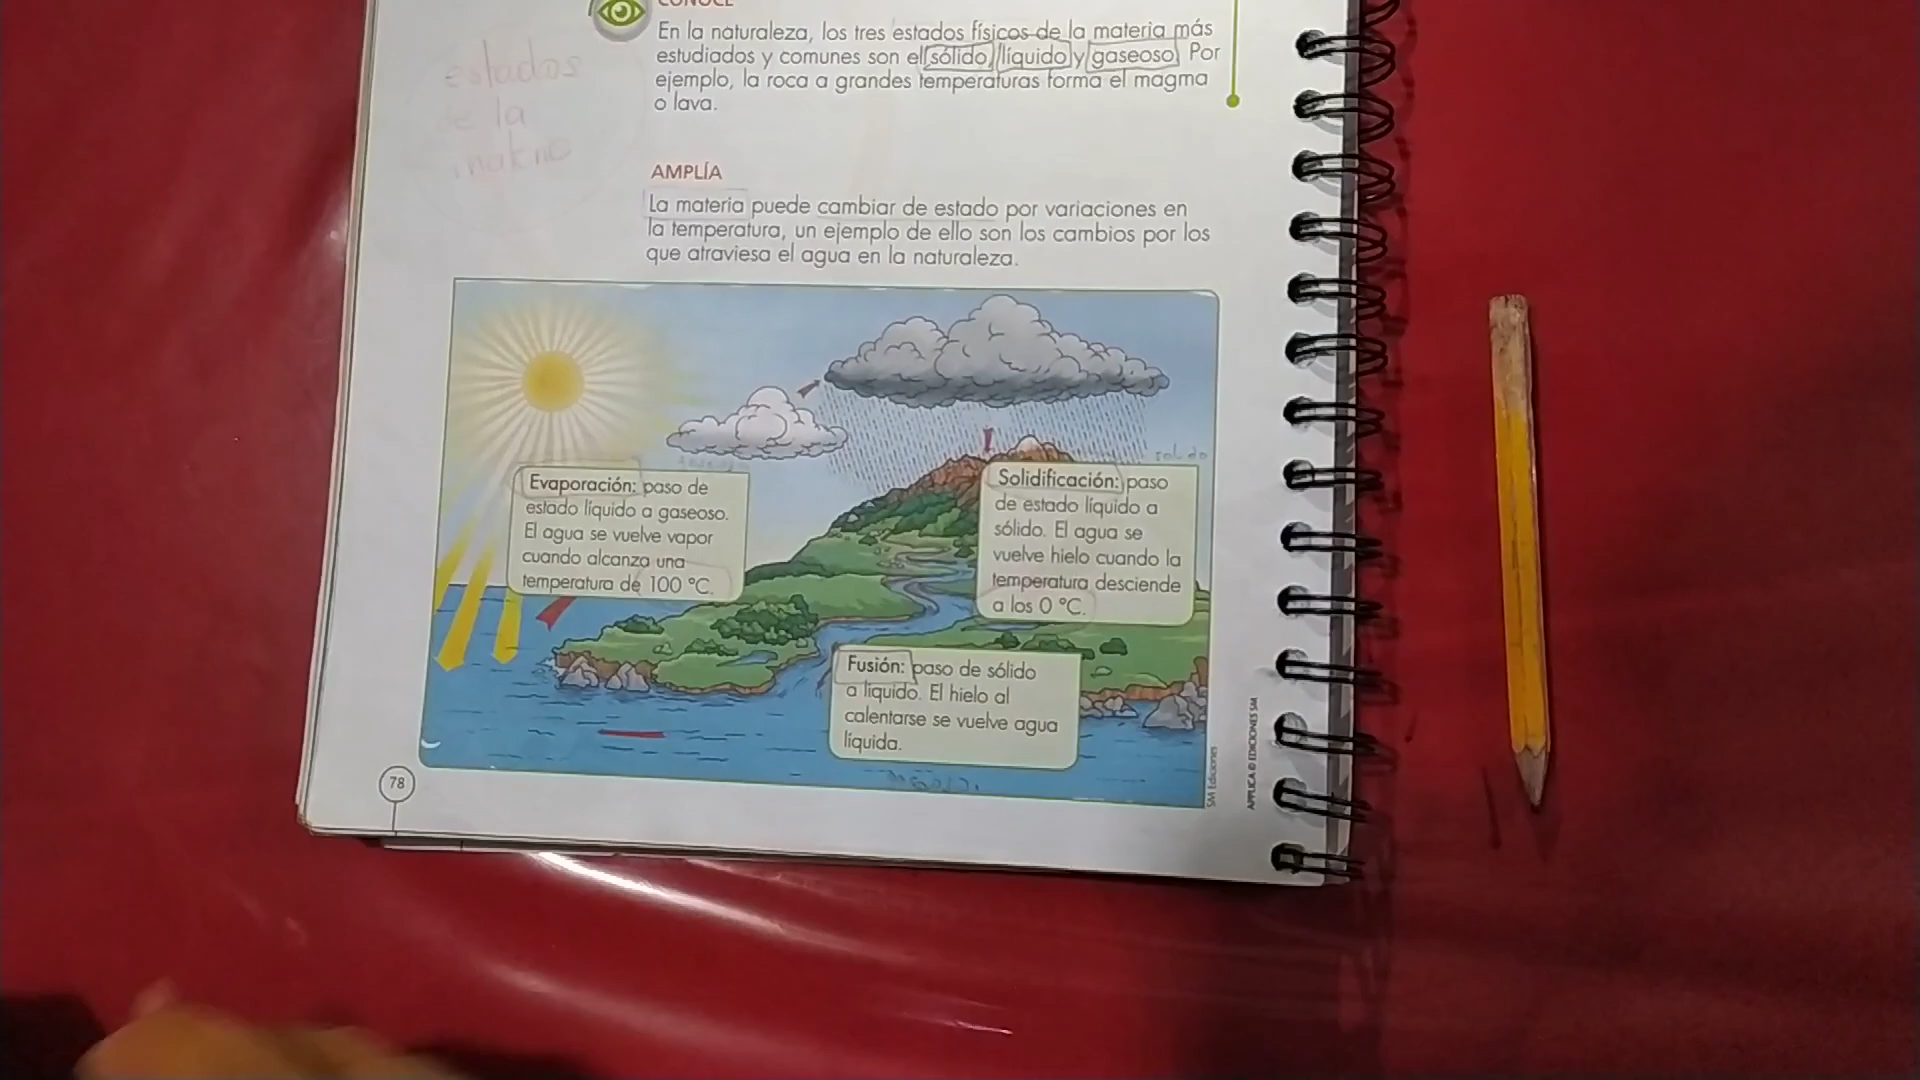 CONOCE
En la naturaleza, los tres estados físicos de la materia más
estudiados y comunes son el sólido, líquido y gaseoso. Por
ejemplo, la roca a grandes temperaturas forma el magma
o lava.
estados
de la
AMPLÍA
La materia puede cambiar de estado por variaciones en
la temperatura, un ejemplo de ello son los cambios por los
que atraviesa el agua en la naturaleza.
Evaporación: paso de
estado líquido a gaseoso.
El agua se vuelve vapor
cuando alcanza una
temperatura de 100 °C.
Solidificación: paso
de estado líquido a
sólido. El agua se
vuelve hielo cuando la
temperatura desciende
a los 0 °C.
Fusión: paso de sólido
a líquido. El hielo al
calentarse se vuelve agua
líquida.
78
SM Ediciones
APPLICA © EDICIONES SM